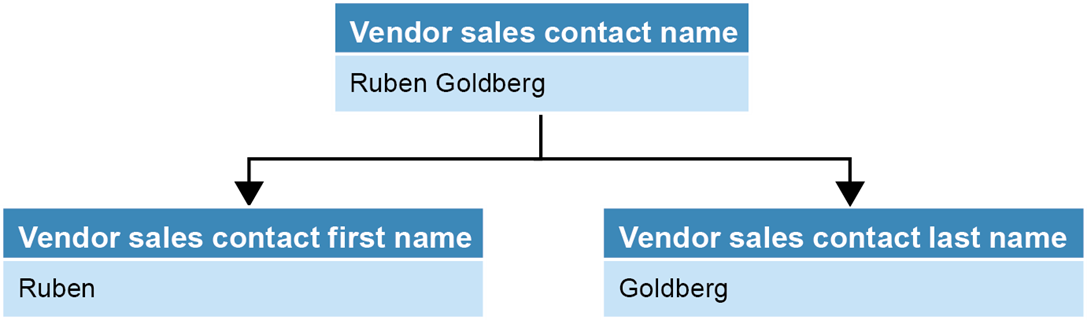 Vendor sales contact name
Ruben Goldberg
Vendor sales contact first name
Ruben
Vendor sales contact last name
Goldberg